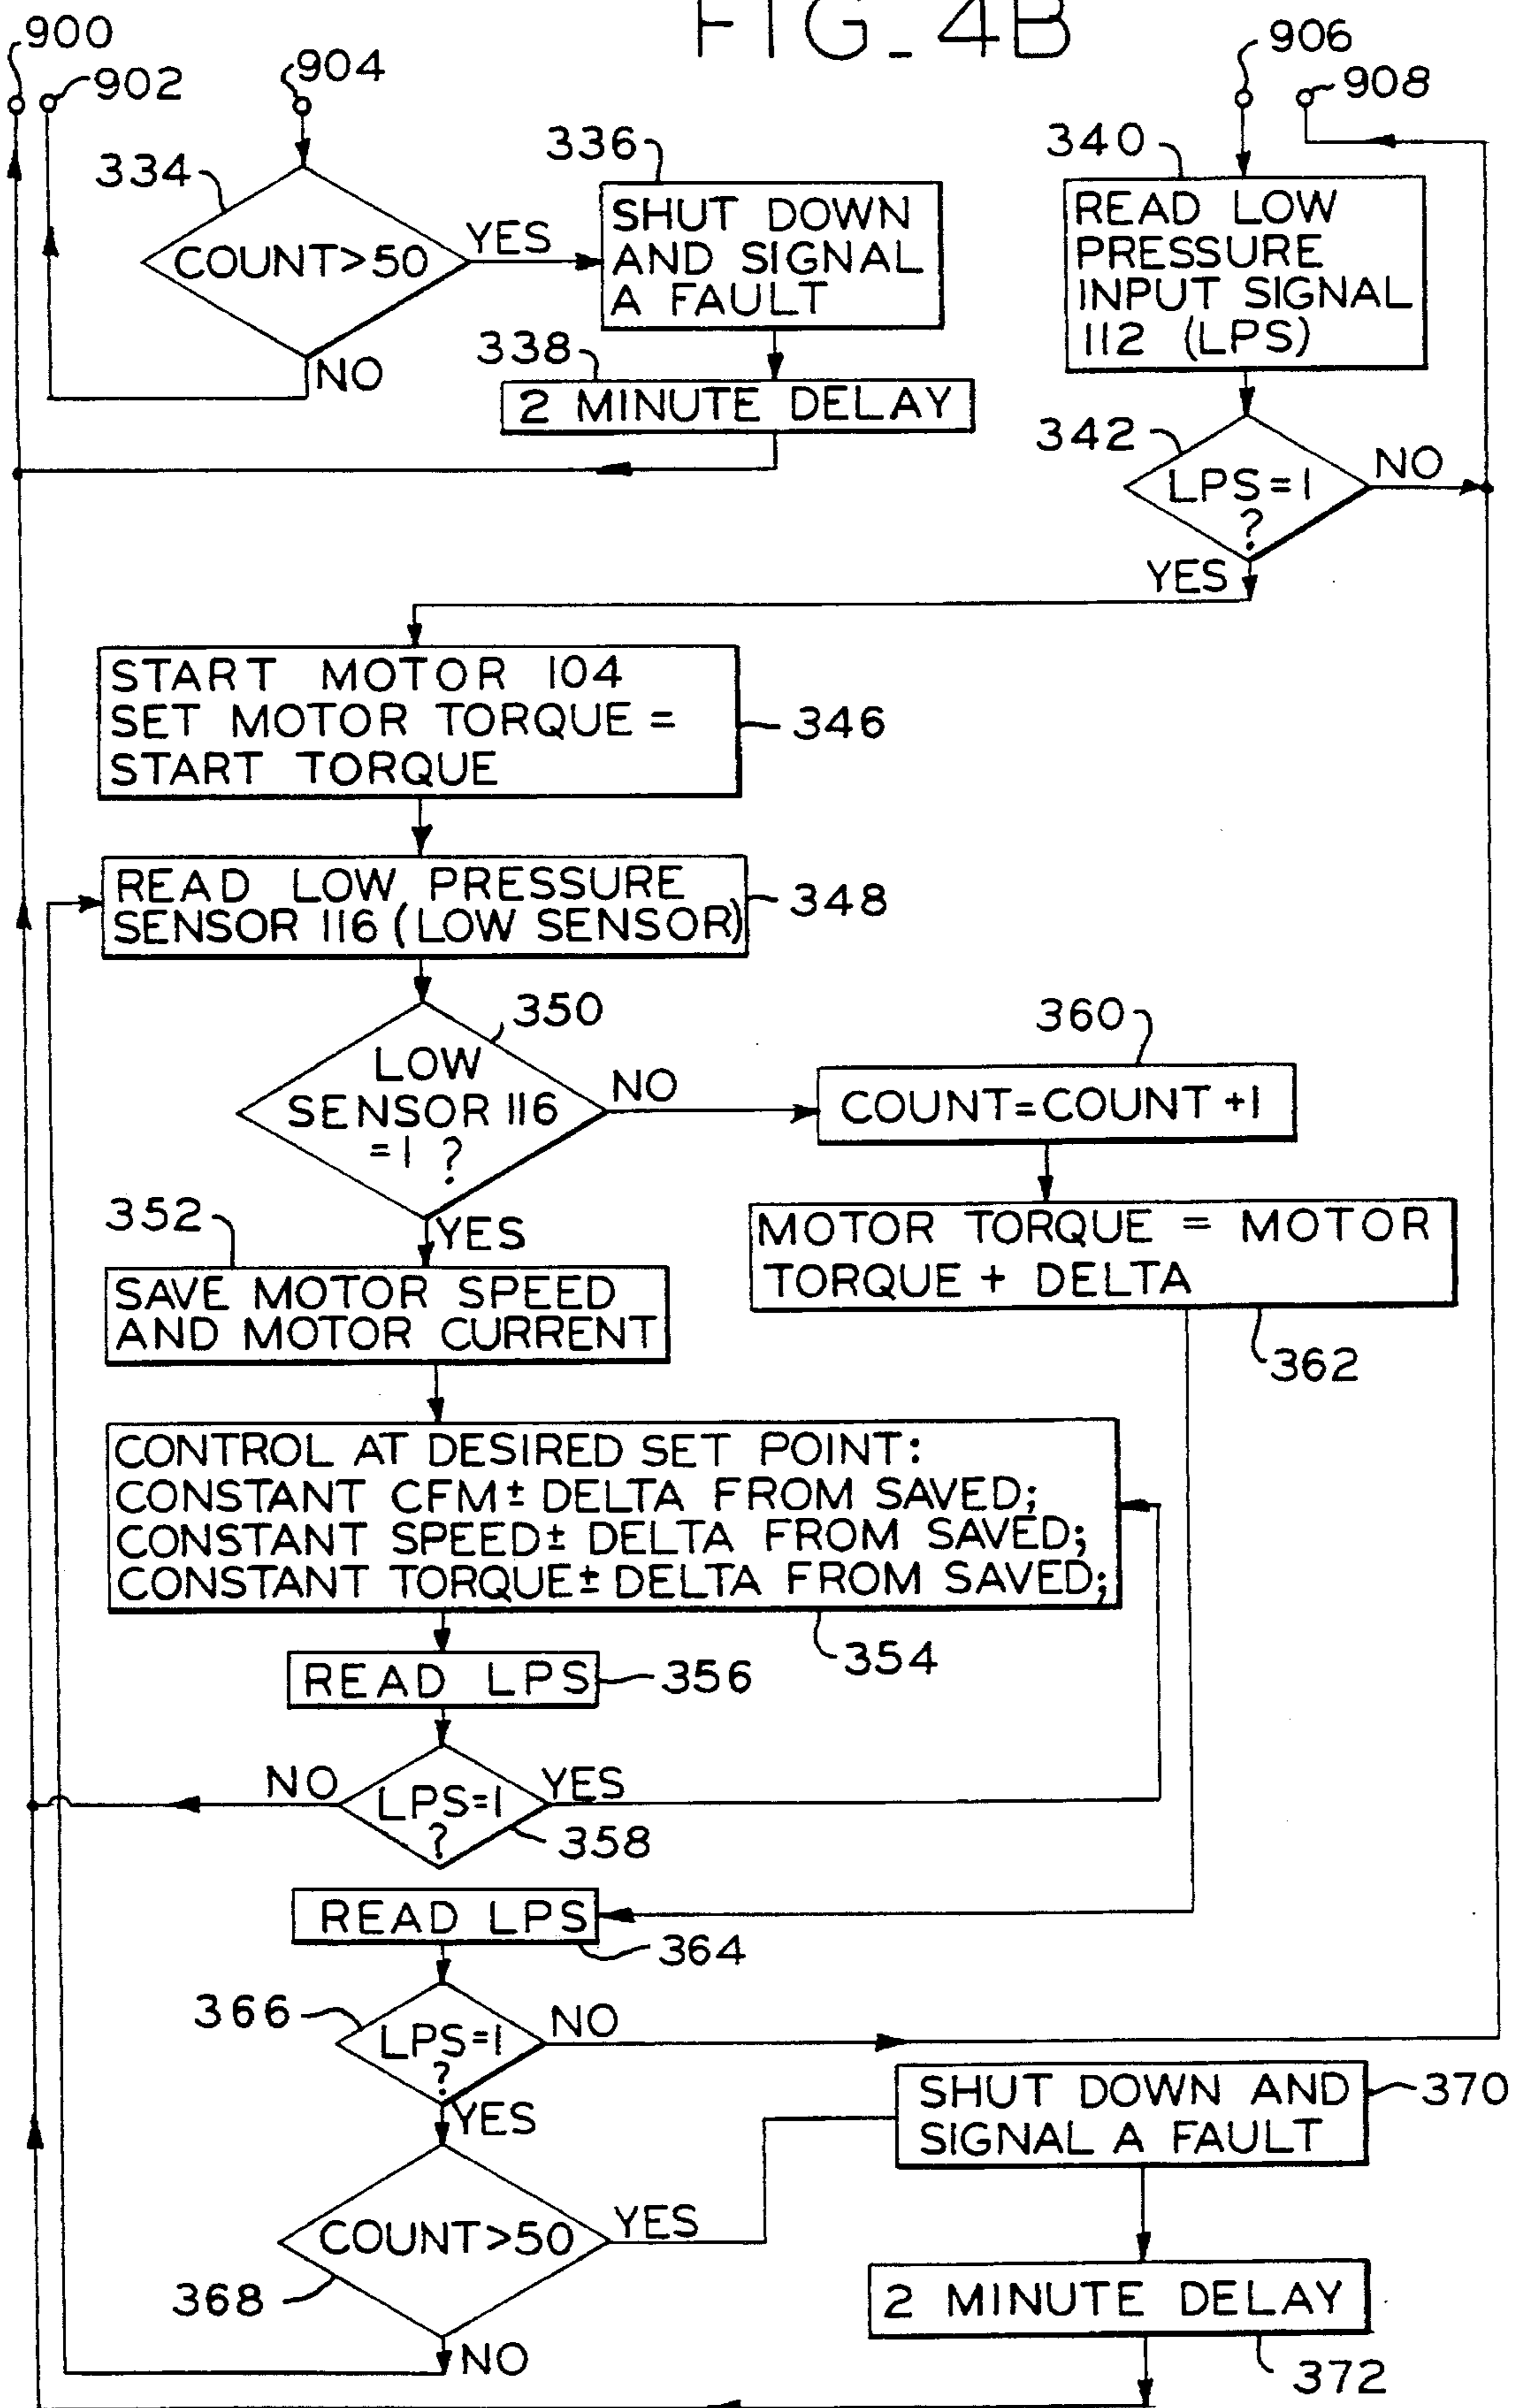 FIG_4B
900
902
904
906
908
334
COUNT>50
YES
NO
336
SHUT DOWN
AND SIGNAL
A FAULT
338
2 MINUTE DELAY
340
READ LOW
PRESSURE
INPUT SIGNAL
112 (LPS)
342
LPS=1
?
NO
YES
START MOTOR 104
SET MOTOR TORQUE =
START TORQUE
346
READ LOW PRESSURE
SENSOR 116 (LOW SENSOR)
348
350
LOW
SENSOR 116
=1 ?
NO
YES
360
COUNT=COUNT +1
MOTOR TORQUE = MOTOR
TORQUE + DELTA
362
352
SAVE MOTOR SPEED
AND MOTOR CURRENT
CONTROL AT DESIRED SET POINT:
CONSTANT CFM± DELTA FROM SAVED;
CONSTANT SPEED± DELTA FROM SAVED;
CONSTANT TORQUE± DELTA FROM SAVED;
354
READ LPS
356
NO
LPS=1
?
YES
358
READ LPS
364
366
LPS=1
?
NO
YES
368
COUNT>50
YES
NO
SHUT DOWN AND
SIGNAL A FAULT
370
2 MINUTE DELAY
372